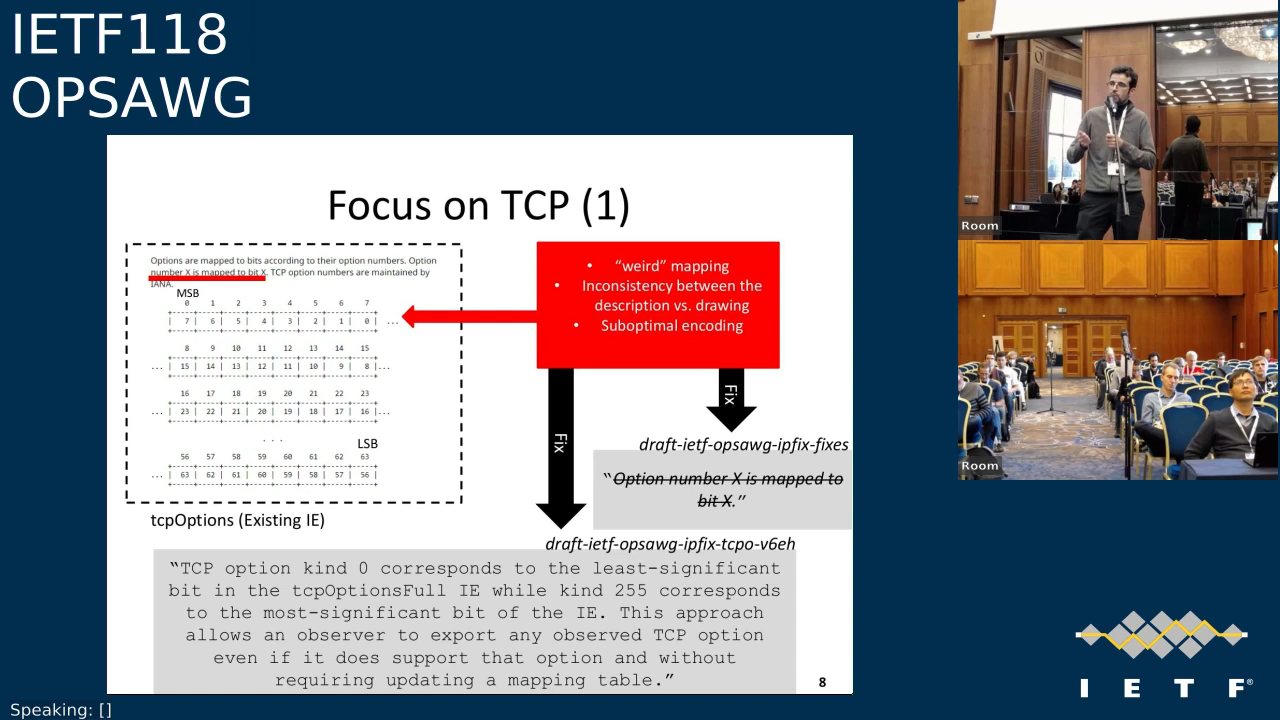 IETF118
OPSAWG
Focus on TCP (1)
Options are mapped to bits according to their option numbers. Option
number X is mapped to bit X. TCP option numbers are maintained by
IANA.
MSB
0 1 2 3 4 5 6 7
+---+---+---+---+---+---+---+---+
| 7 | 6 | 5 | 4 | 3 | 2 | 1 | 0 | ...
+---+---+---+---+---+---+---+---+
8 9 10 11 12 13 14 15
+---+---+---+---+---+---+---+---+
... | 15 | 14 | 13 | 12 | 11 | 10 | 9 | 8 |...
+---+---+---+---+---+---+---+---+
16 17 18 19 20 21 22 23
+---+---+---+---+---+---+---+---+
... | 23 | 22 | 21 | 20 | 19 | 18 | 17 | 16 |...
+---+---+---+---+---+---+---+---+
. . .
LSB
56 57 58 59 60 61 62 63
+---+---+---+---+---+---+---+---+
... | 63 | 62 | 61 | 60 | 59 | 58 | 57 | 56 |
+---+---+---+---+---+---+---+---+
tcpOptions (Existing IE)
• “weird” mapping
• Inconsistency between the
description vs. drawing
• Suboptimal encoding
Fix
Fix
draft-ietf-opsawg-ipfix-fixes
“Option number X is mapped to
bit X.”
draft-ietf-opsawg-ipfix-tcpo-v6eh
“TCP option kind 0 corresponds to the least-significant
bit in the tcpOptionsFull IE while kind 255 corresponds
to the most-significant bit of the IE. This approach
allows an observer to export any observed TCP option
even if it does support that option and without
requiring updating a mapping table.”
8
Room
Room
I E T F®
Speaking: []